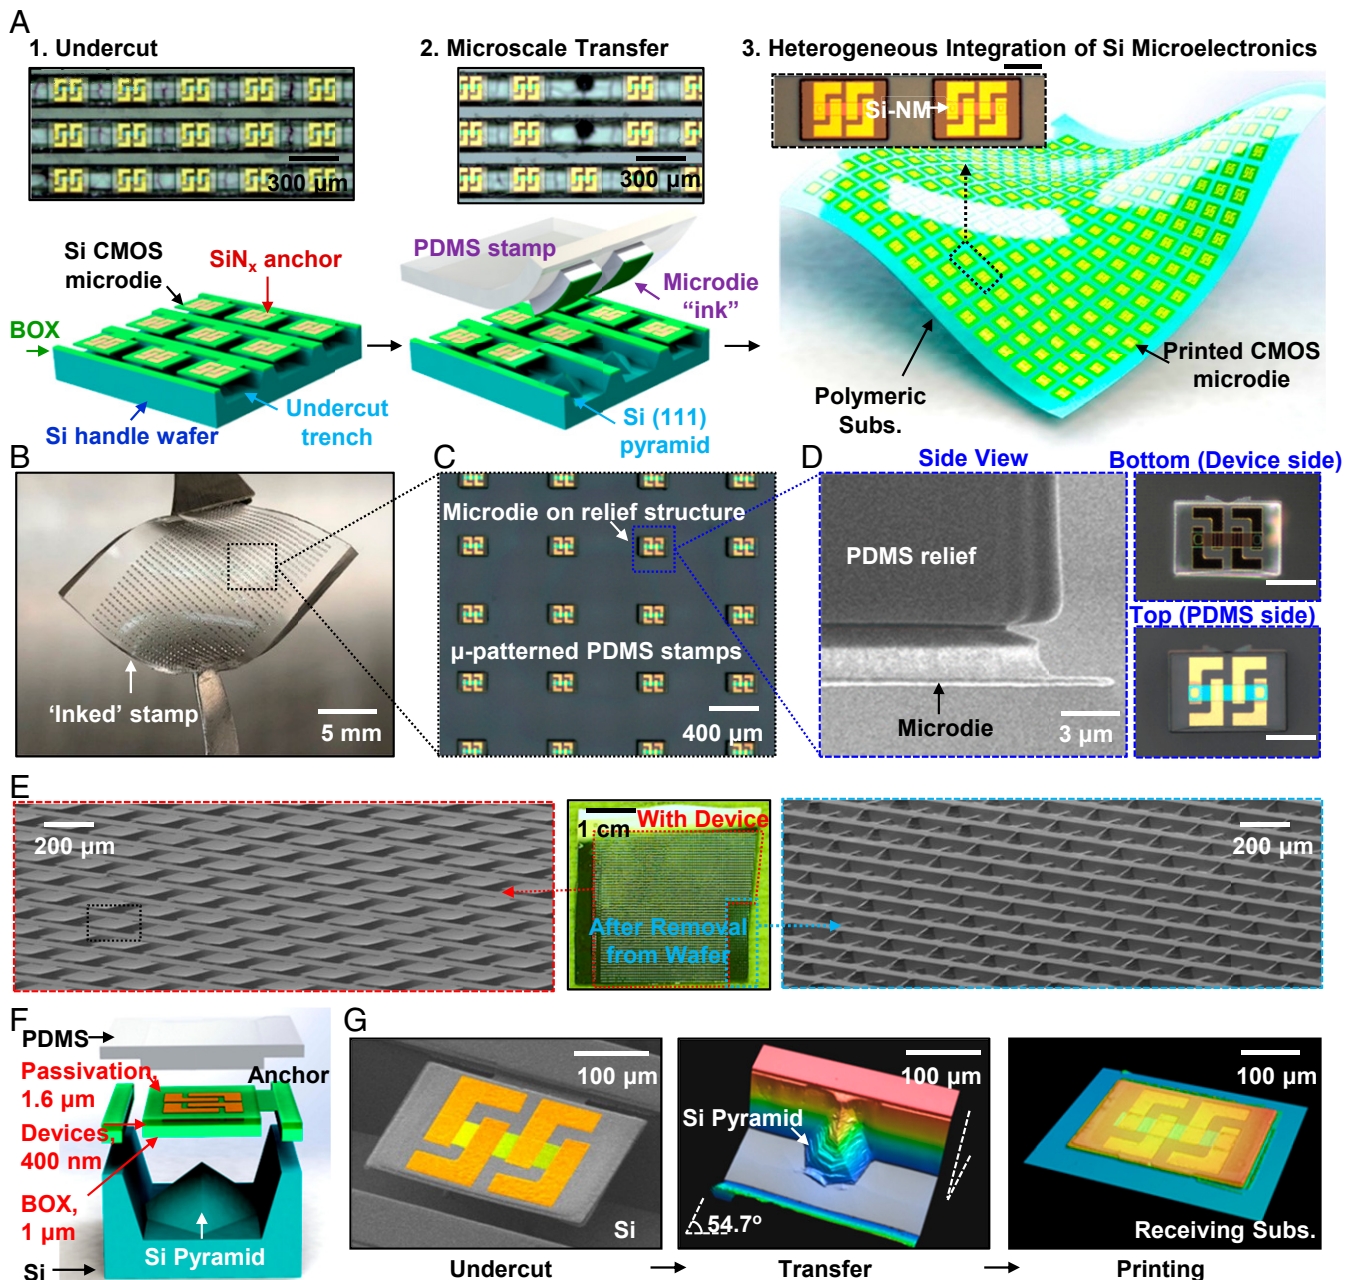 A
1. Undercut
2. Microscale Transfer
3. Heterogeneous Integration of Si Microelectronics
300 µm
300 µm
Si-NM
Si CMOS
microdie
SiNx anchor
BOX
Si handle wafer
Undercut
trench
PDMS stamp
Microdie
“ink”
Si (111)
pyramid
Polymeric
Subs.
Printed CMOS
microdie
B
‘Inked’ stamp
5 mm
C
Microdie on relief structure
µ-patterned PDMS stamps
400 µm
D
Side View
PDMS relief
Microdie
3 µm
Bottom (Device side)
Top (PDMS side)
E
200 µm
1 cm
With Device
After Removal
from Wafer
200 µm
F
PDMS
Passivation,
1.6 µm
Anchor
Devices,
400 nm
BOX,
1 µm
Si Pyramid
Si
G
100 µm
Si
Undercut
100 µm
Si Pyramid
54.7°
Transfer
100 µm
Receiving Subs.
Printing